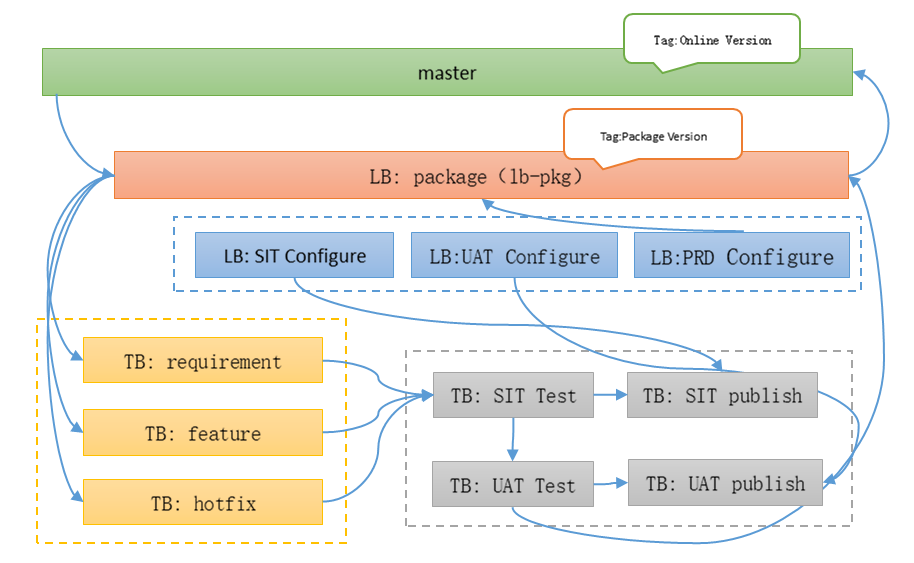 Tag:Online Version
master
Tag:Package Version
LB: package（lb-pkg）
LB: SIT Configure
LB:UAT Configure
LB:PRD Configure
TB: requirement
TB: feature
TB: hotfix
TB: SIT Test
TB: SIT publish
TB: UAT Test
TB: UAT publish